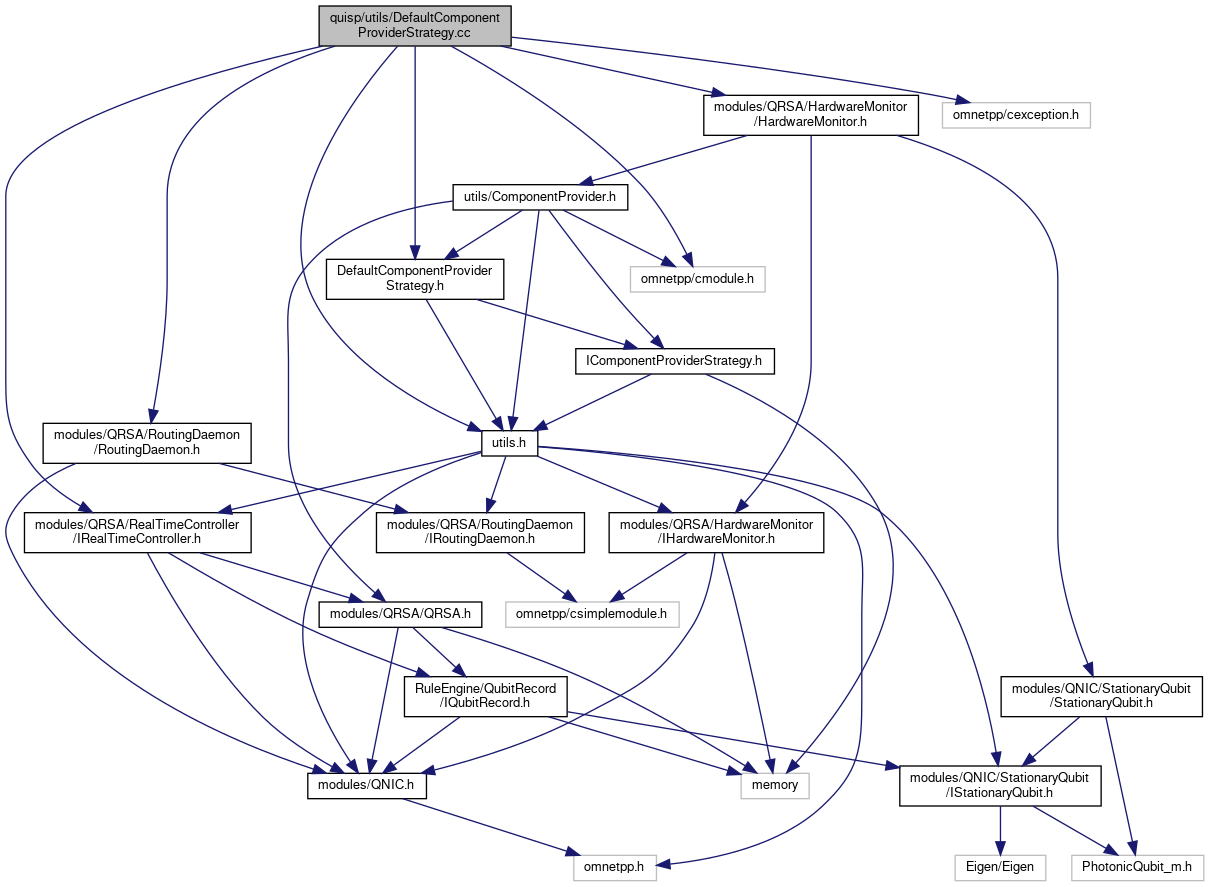 quisp/utils/DefaultComponent
ProviderStrategy.cc
modules/QRSA/HardwareMonitor
/HardwareMonitor.h
omnetpp/cexception.h
utils/ComponentProvider.h
DefaultComponentProvider
Strategy.h
omnetpp/cmodule.h
IComponentProviderStrategy.h
modules/QRSA/RoutingDaemon
/RoutingDaemon.h
utils.h
modules/QRSA/RealTimeController
/IRealTimeController.h
modules/QRSA/RoutingDaemon
/IRoutingDaemon.h
modules/QRSA/HardwareMonitor
/IHardwareMonitor.h
modules/QRSA/QRSA.h
omnetpp/csimplemodule.h
RuleEngine/QubitRecord
/IQubitRecord.h
modules/QNIC/StationaryQubit
/StationaryQubit.h
modules/QNIC.h
memory
modules/QNIC/StationaryQubit
/IStationaryQubit.h
omnetpp.h
Eigen/Eigen
PhotonicQubit_m.h